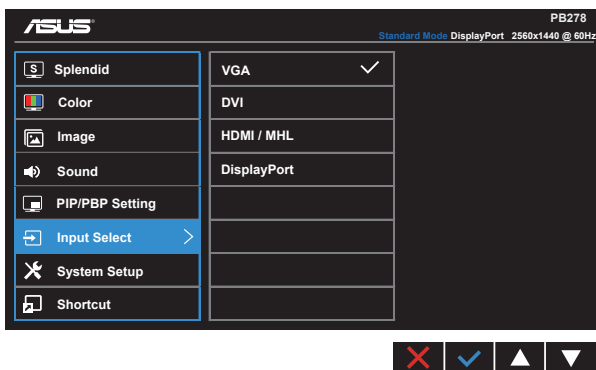 ASUS
PB278
Standard Mode DisplayPort 2560x1440 @ 60Hz
S Splendid
Color
Image
Sound
PIP/PBP Setting
Input Select
System Setup
Shortcut
VGA
DVI
HDMI / MHL
DisplayPort